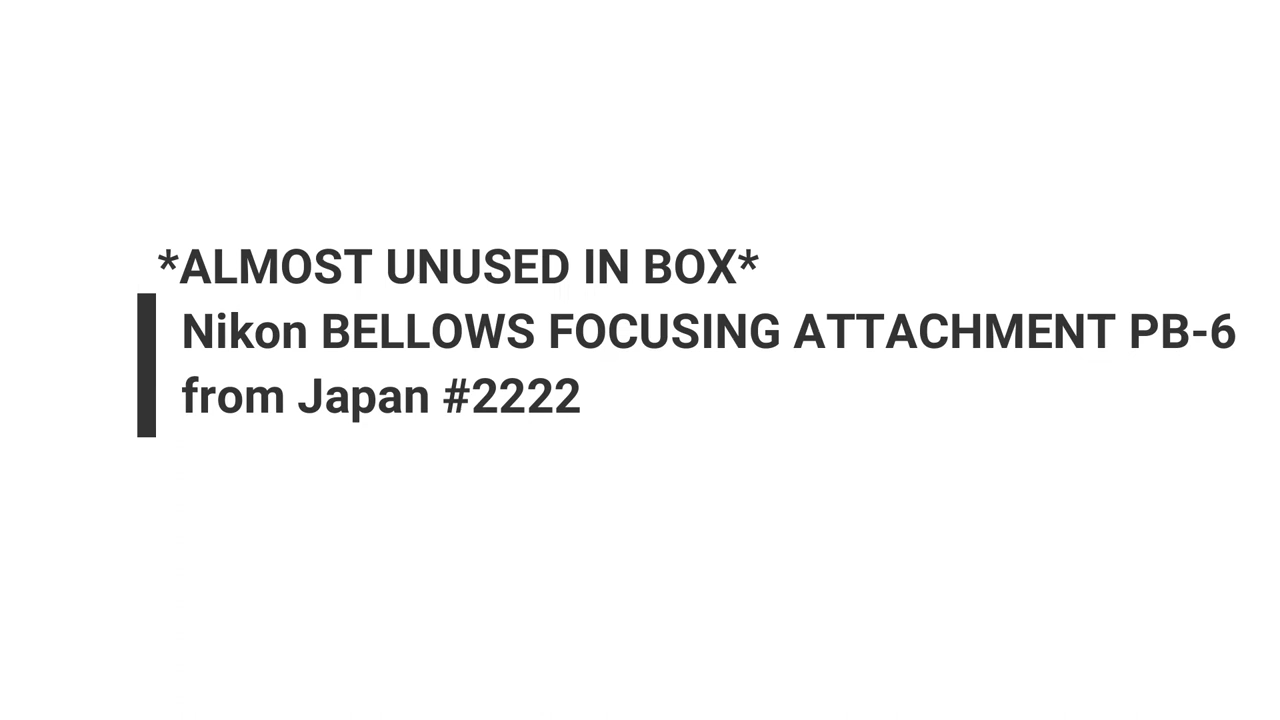 *ALMOST UNUSED IN BOX*
Nikon BELLOWS FOCUSING ATTACHMENT PB-6
from Japan #2222